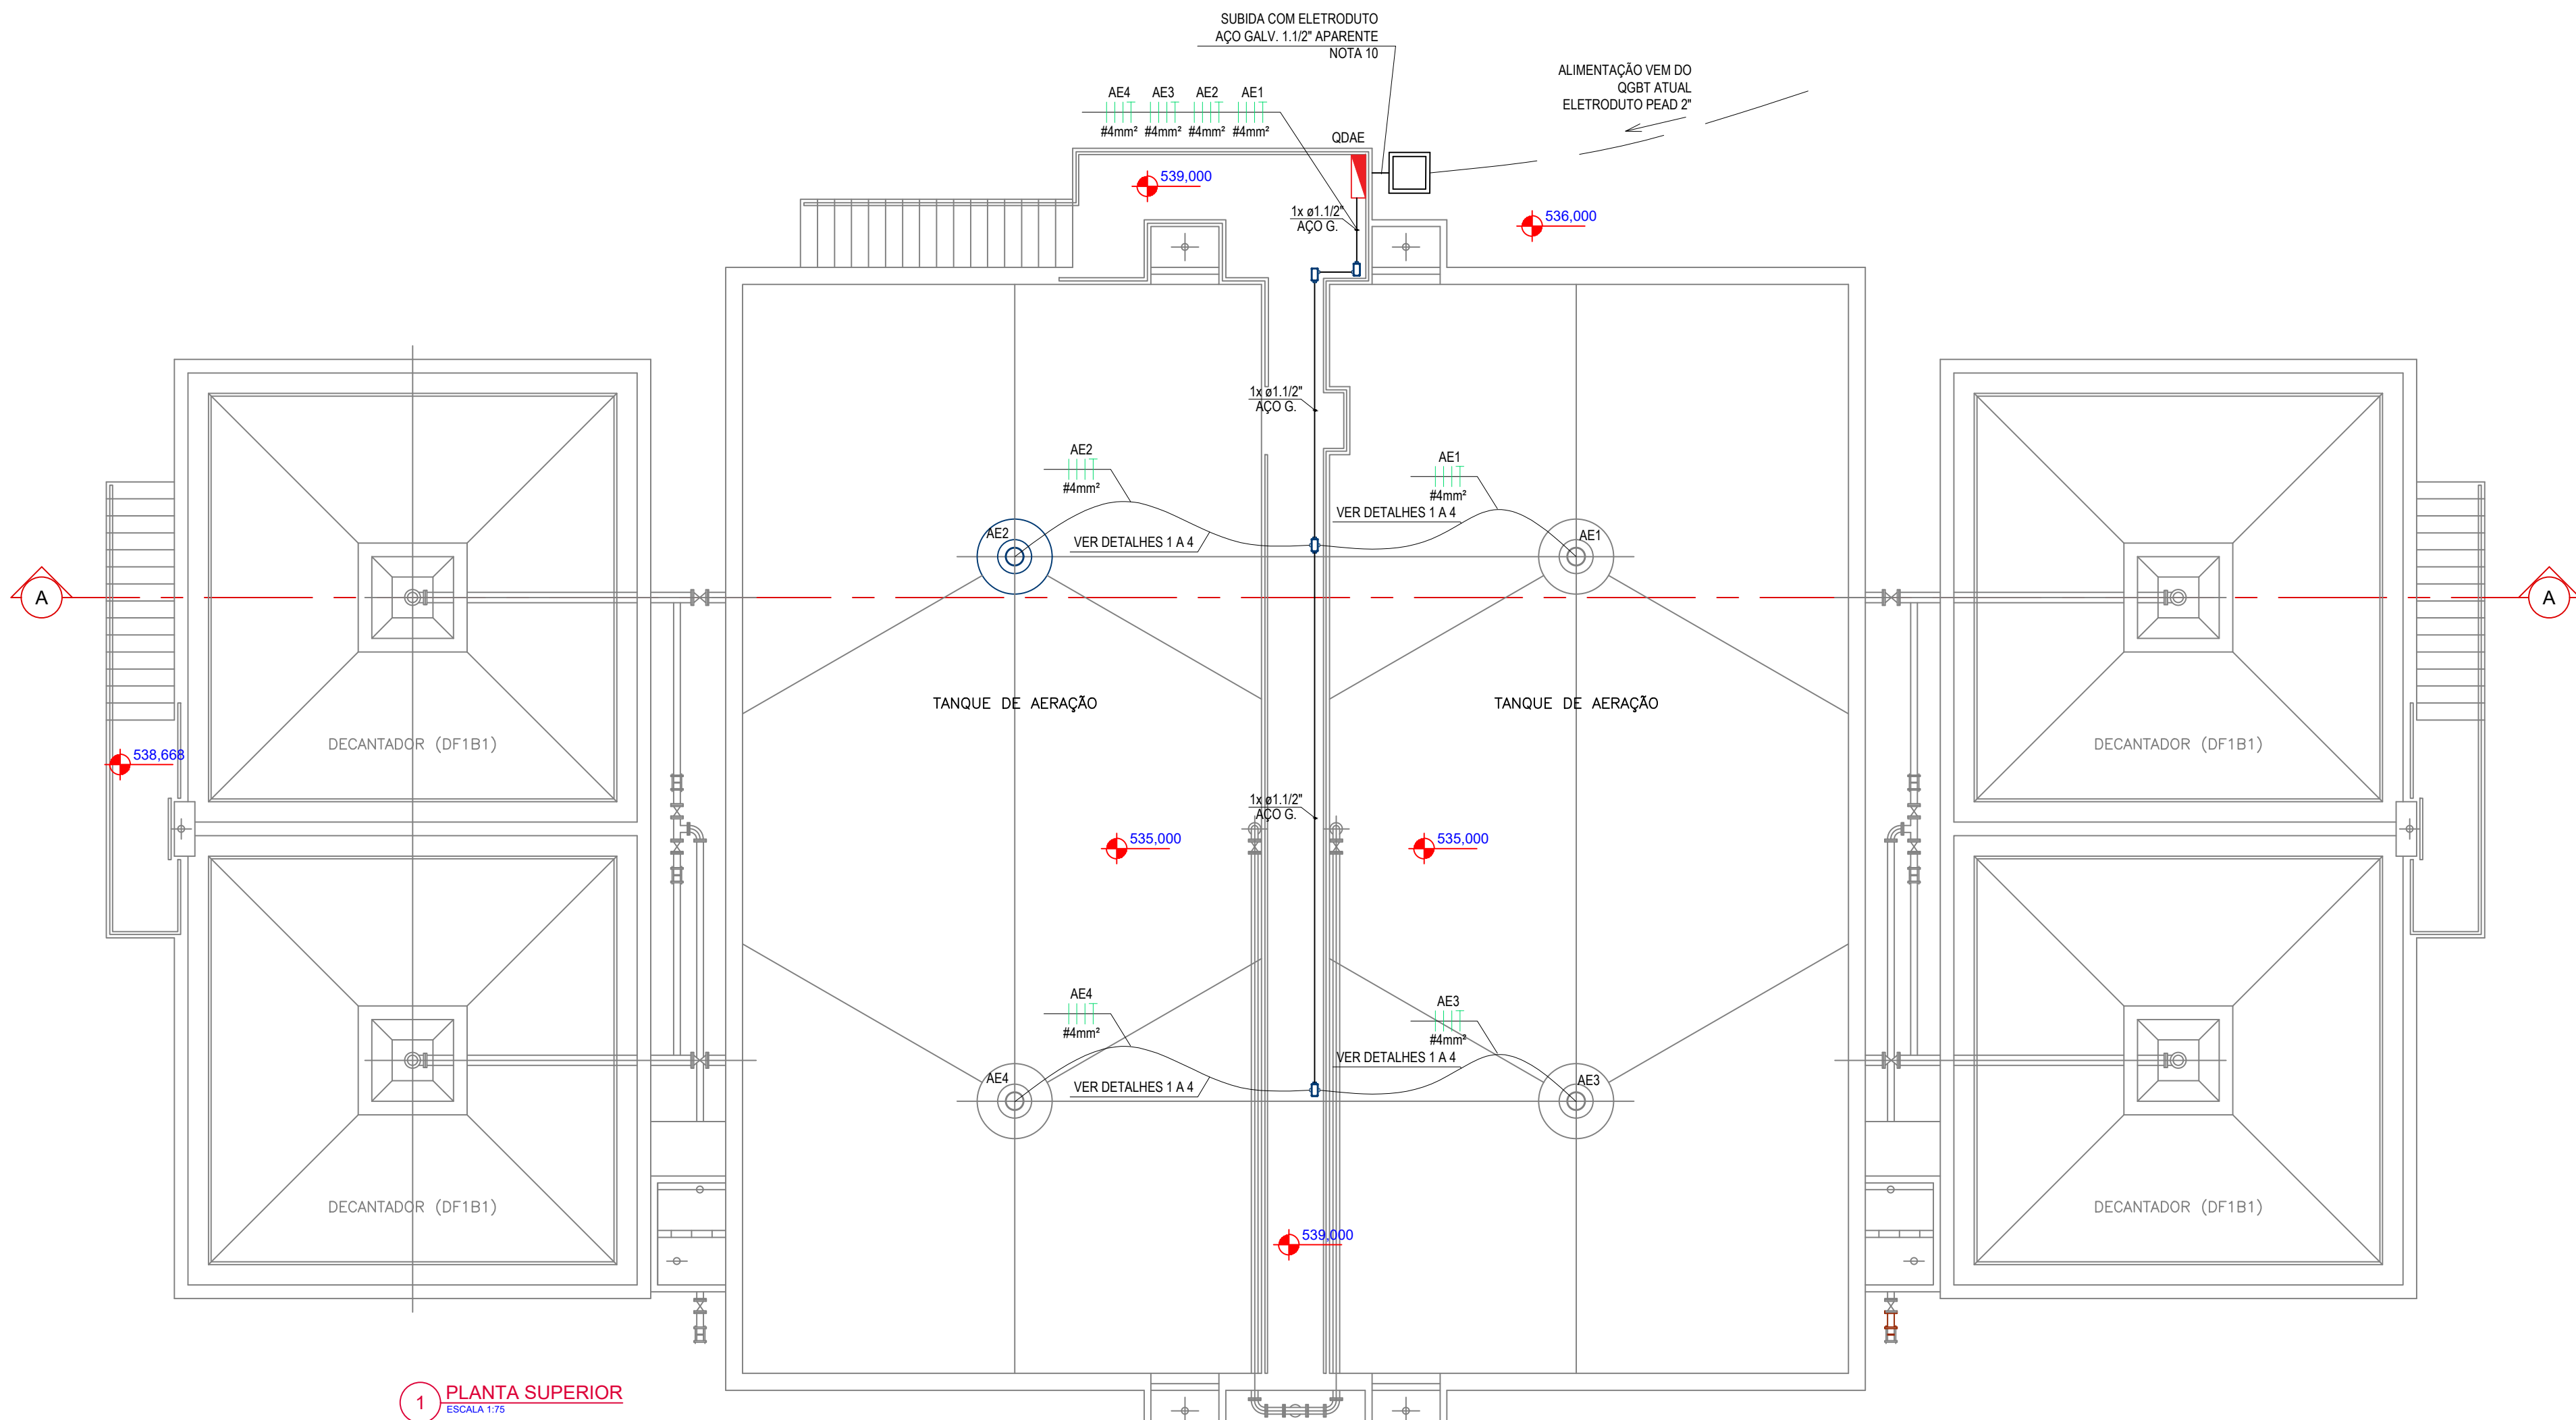 SUBIDA COM ELETRODUTO
AÇO GALV. 1.1/2" APARENTE
NOTA 10
ALIMENTAÇÃO VEM DO
QGBT ATUAL
ELETRODUTO PEAD 2"
AE4 AE3 AE2 AE1
#4mm² #4mm² #4mm² #4mm²
QDAE
539,000
1x ø1.1/2"
AÇO G.
536,000
1x ø1.1/2"
AÇO G.
AE2
#4mm²
AE1
#4mm²
VER DETALHES 1 A 4
AE2
VER DETALHES 1 A 4
AE1
A
A
TANQUE DE AERAÇÃO
TANQUE DE AERAÇÃO
DECANTADOR (DF1B1)
DECANTADOR (DF1B1)
538,668
1x ø1.1/2"
AÇO G.
535,000
535,000
AE4
#4mm²
AE3
#4mm²
VER DETALHES 1 A 4
AE4
VER DETALHES 1 A 4
AE3
DECANTADOR (DF1B1)
DECANTADOR (DF1B1)
539,000
1 PLANTA SUPERIOR
ESCALA 1:75